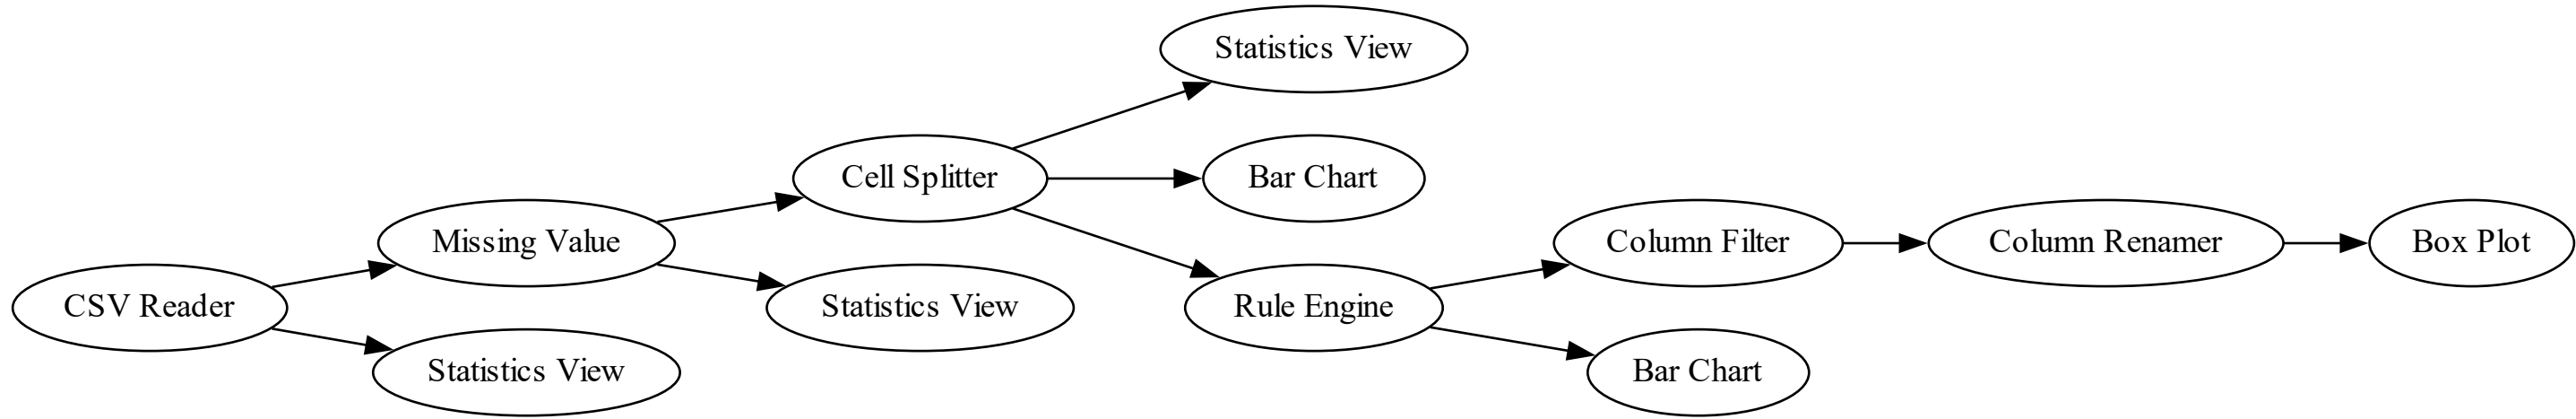 Statistics View
Cell Splitter
Bar Chart
Missing Value
Column Filter
Column Renamer
Box Plot
CSV Reader
Statistics View
Rule Engine
Statistics View
Bar Chart